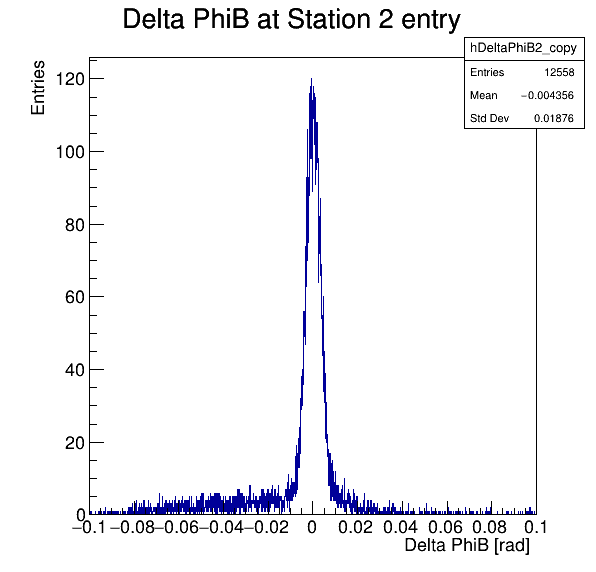 Delta PhiB at Station 2 entry
hDeltaPhiB2_copy
Entries 12558
Mean −0.004356
Std Dev 0.01876
Entries
120
100
80
60
40
20
0
−0.1 −0.08 −0.06 −0.04 −0.02 0 0.02 0.04 0.06 0.08 0.1
Delta PhiB [rad]